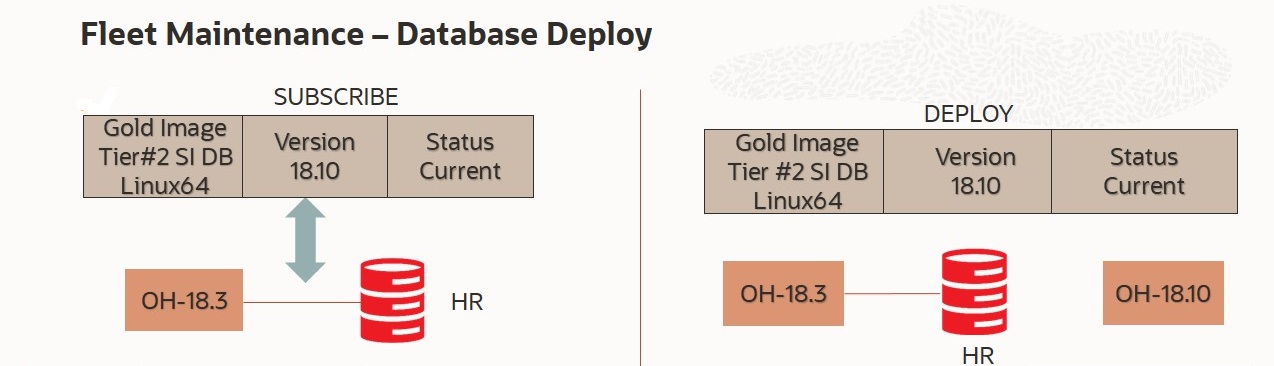 Fleet Maintenance – Database Deploy
SUBSCRIBE
Gold Image
Tier#2 SI DB
Linux64
Version
18.10
Status
Current
OH-18.3
HR
DEPLOY
Gold Image
Tier #2 SI DB
Linux64
Version
18.10
Status
Current
OH-18.3
HR
OH-18.10